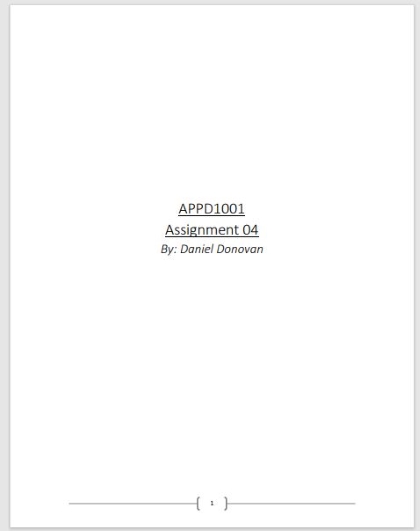 APPD1001
Assignment 04
By: Daniel Donovan
{ 1 }